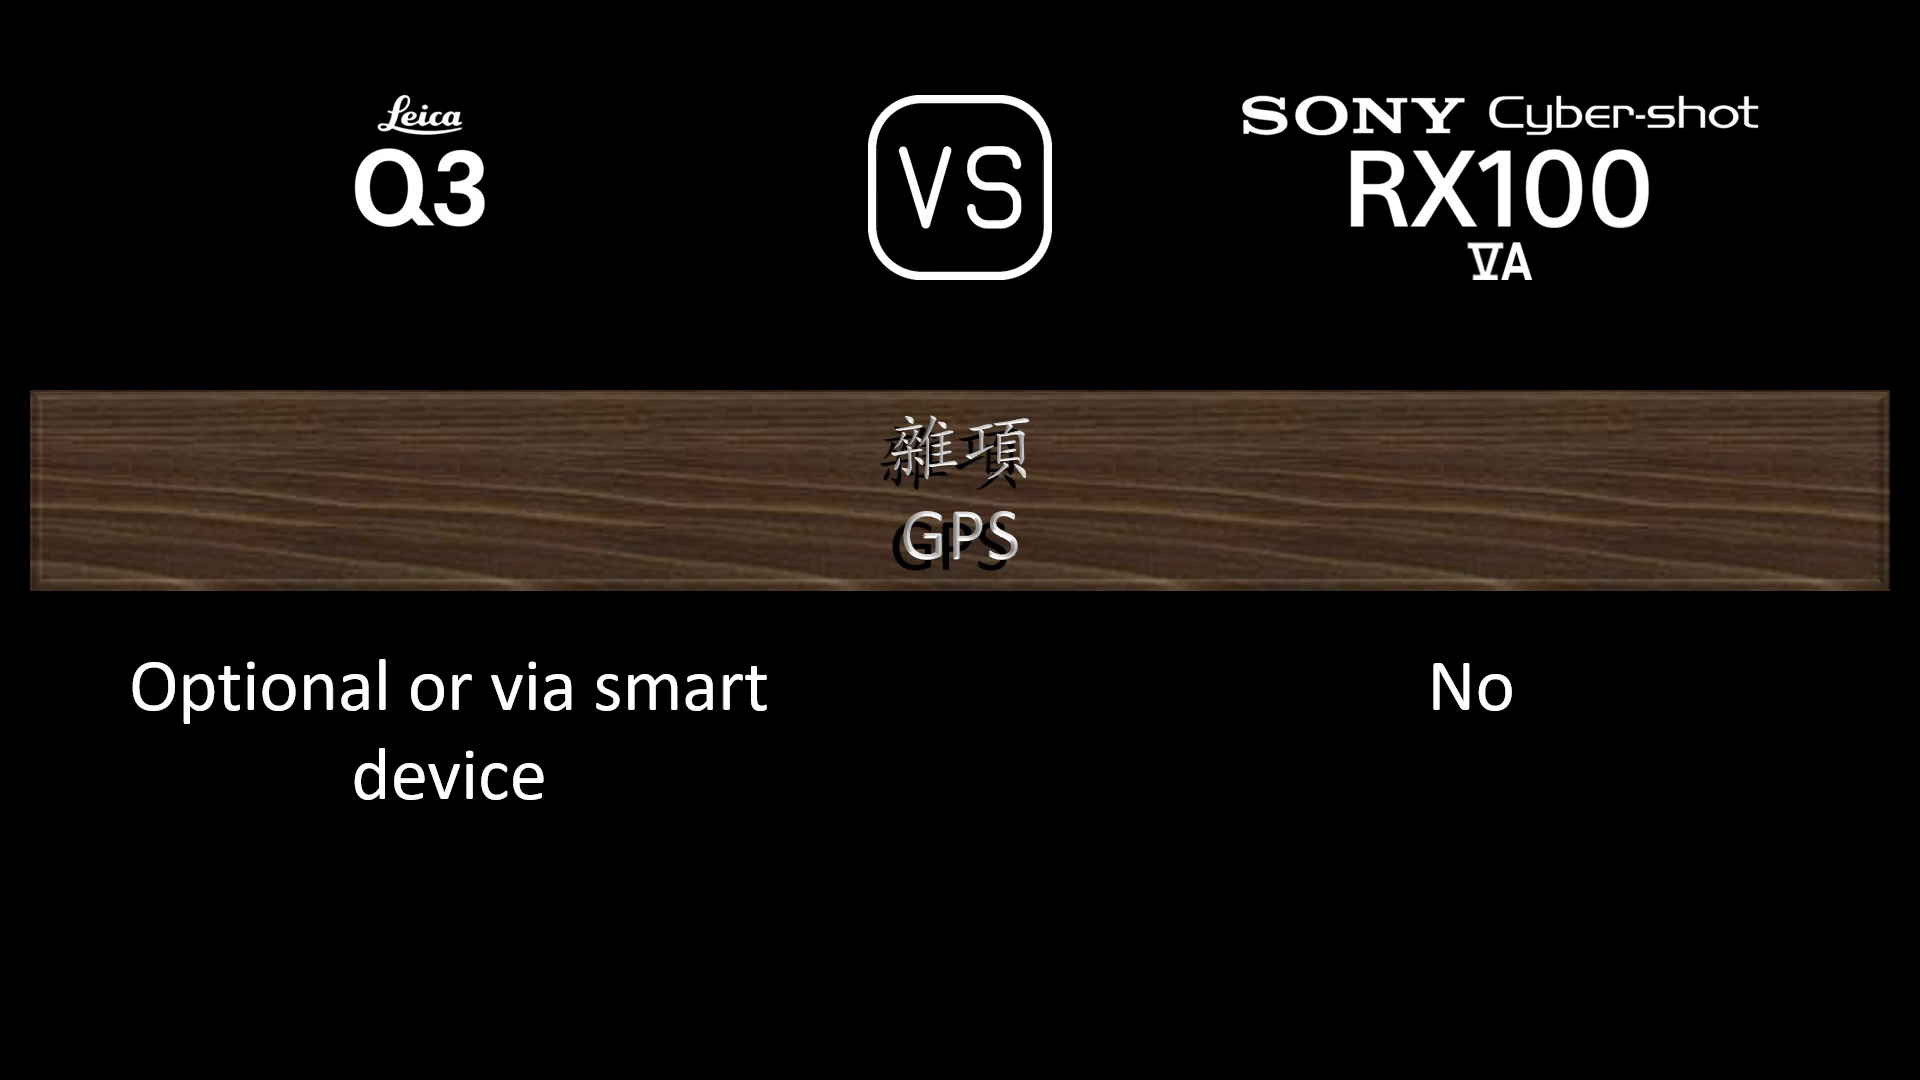 Leica
Q3
VS
SONY Cyber-shot
RX100
VA
雜項
GPS
Optional or via smart
device
No